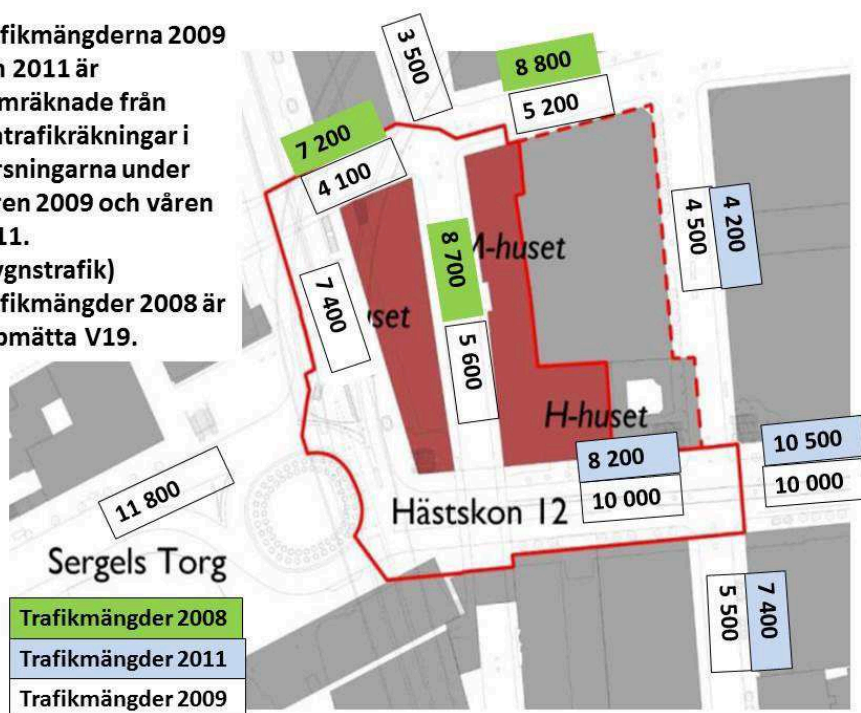 afikmängderna 2009
n 2011 är
mräknade från
ntrafikräkningar i
rsningarna under
ren 2009 och våren
11.
ygnstrafik)
afikmängder 2008 är
pmätta V19.
3 500
8 800
5 200
7 200
4 100
8 700
4 500
4 200
-huset
7 400
set
5 600
H-huset
8 200
10 000
10 500
10 000
11 800
Hästskon 12
Sergels Torg
5 500
7 400
Trafikmängder 2008
Trafikmängder 2011
Trafikmängder 2009